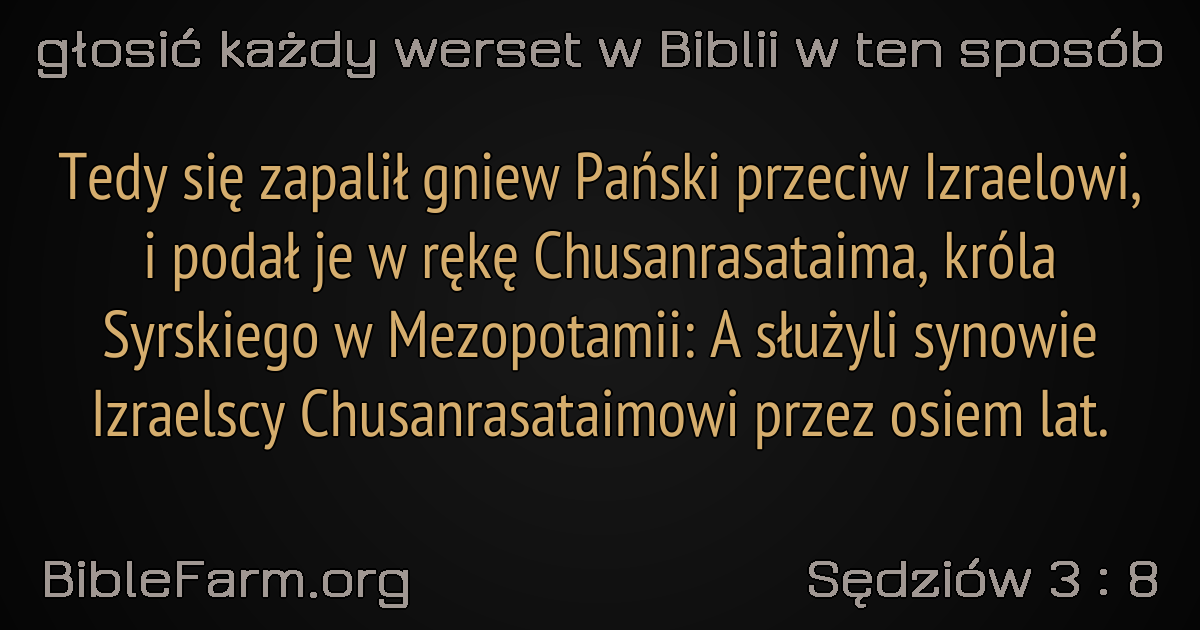 głosić każdy werset w Biblii w ten sposób
Tedy się zapalił gniew Pański przeciw Izraelowi,
i podał je w rękę Chusanrasataima, króla
Syrskiego w Mezopotamii: A służyli synowie
Izraelscy Chusanrasataimowi przez osiem lat.
BibleFarm.org
Sędziów 3 : 8